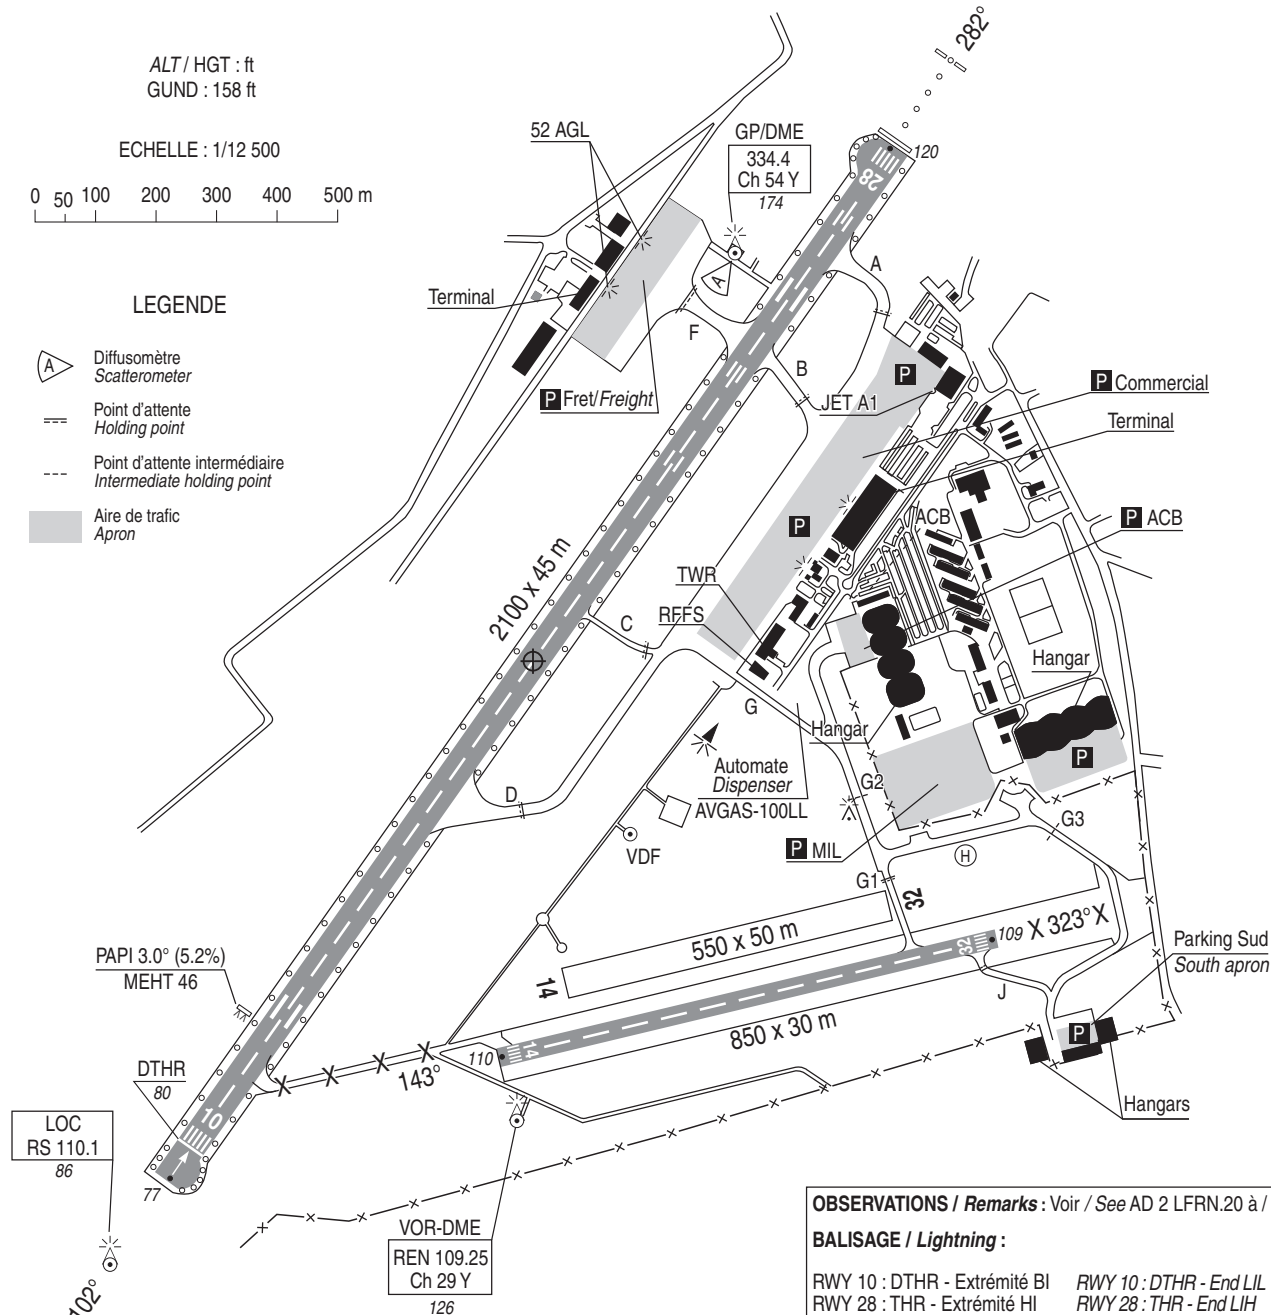 282°
ALT / HGT : ft
GUND : 158 ft
ECHELLE : 1/12 500
0 50 100 200 300 500 m
52 AGL
GP/DME
334.4
Ch 54 Y
174
120
28
A
A
LEGENDE
Terminal
A
Diffusomètre
Scatterometer
Point d'attente
Holding point
Point d'attente intermédiaire
Intermediate holding point
Aire de trafic
Apron
F
B
P
P Fret/Freight
JET A1
P Commercial
Terminal
P
ACB
P ACB
2100 x 45 m
TWR
RFFS
C
Hangar
G
Hangar
P
Automate
Dispenser
AVGAS-100LL
G2
D
VDF
P MIL
G3
H
G1
32
550 x 50 m
32
109
X 323° X
14
Parking Sud
South apron
J
PAPI 3.0° (5.2%)
MEHT 46
850 x 30 m
P
14
110
143°
DTHR
80
10
Hangars
LOC
RS 110.1
86
77
VOR-DME
REN 109.25
Ch 29 Y
126
102°
OBSERVATIONS / Remarks : Voir / See AD 2 LFRN.20 à /
BALISAGE / Lightning :
RWY 10 : DTHR - Extrémité BI RWY 10 : DTHR - End LIL
RWY 28 : THR - Extrémité HI RWY 28 : THR - End LIH